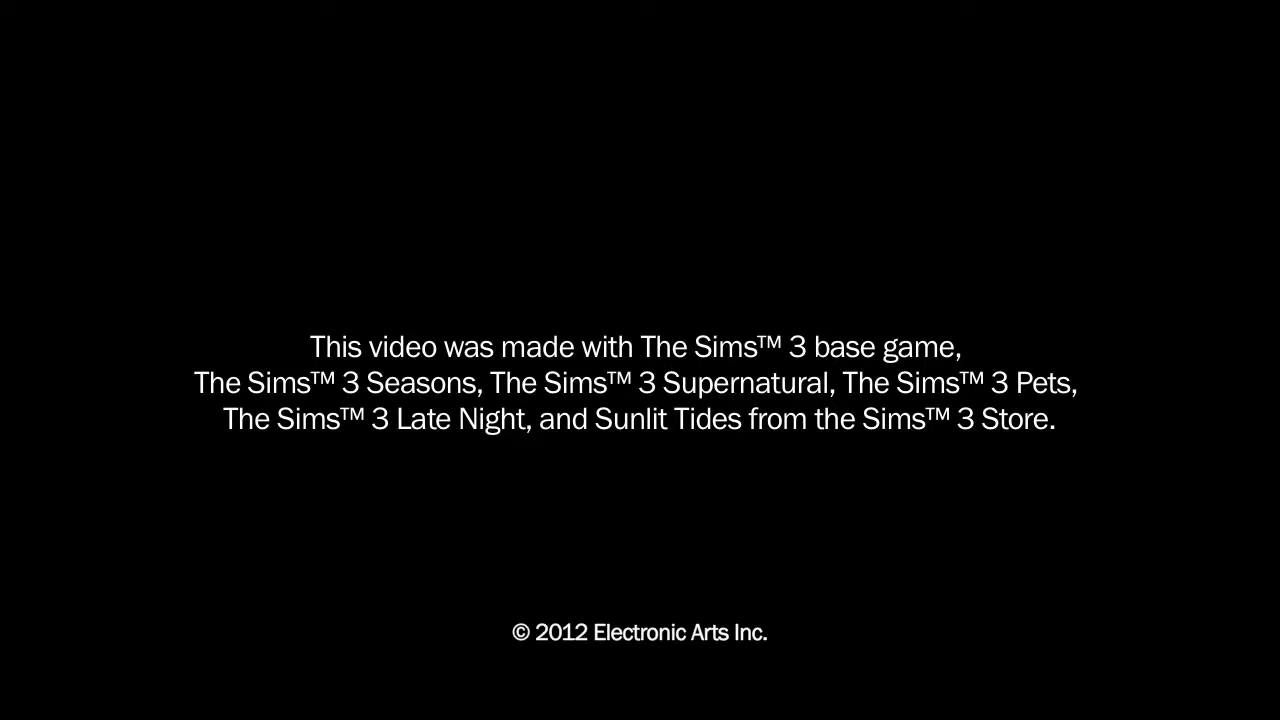 This video was made with The Sims™ 3 base game,
The Sims™ 3 Seasons, The Sims™ 3 Supernatural, The Sims™ 3 Pets,
The Sims™ 3 Late Night, and Sunlit Tides from the Sims™ 3 Store.
© 2012 Electronic Arts Inc.